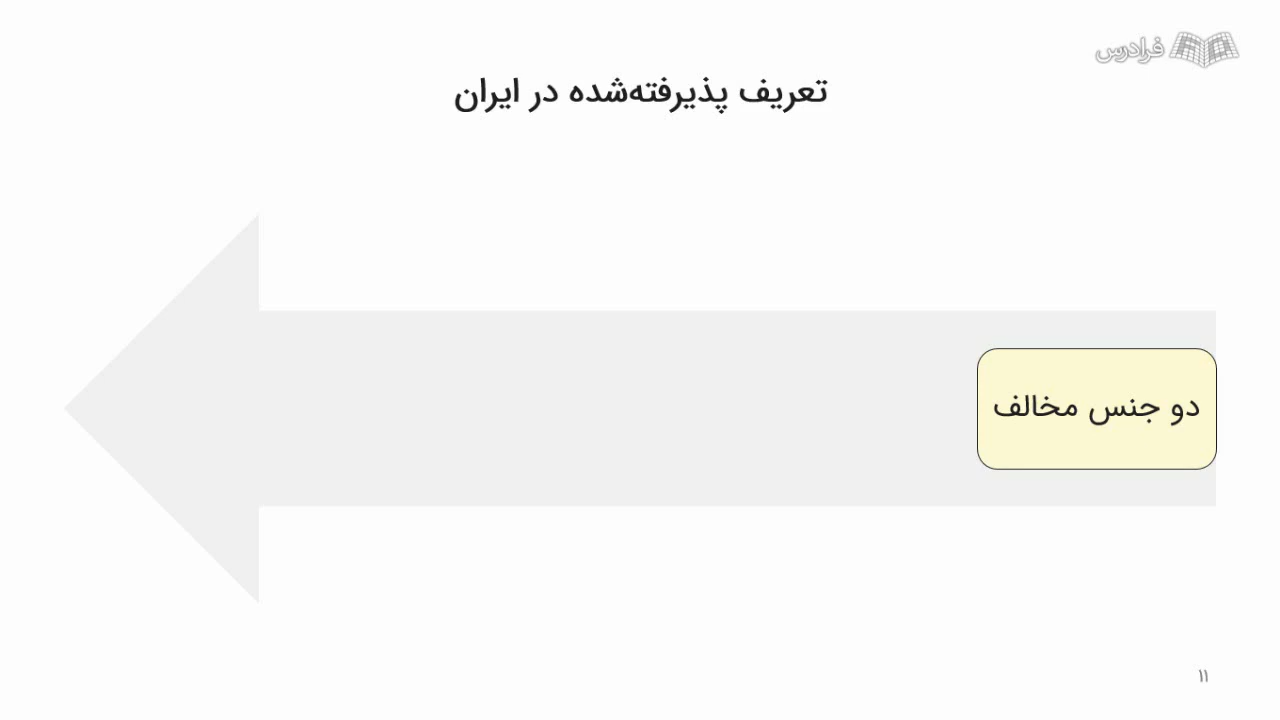 فرادرس
تعریف پذیرفته‌شده در ایران
دو جنس مخالف
۱۱